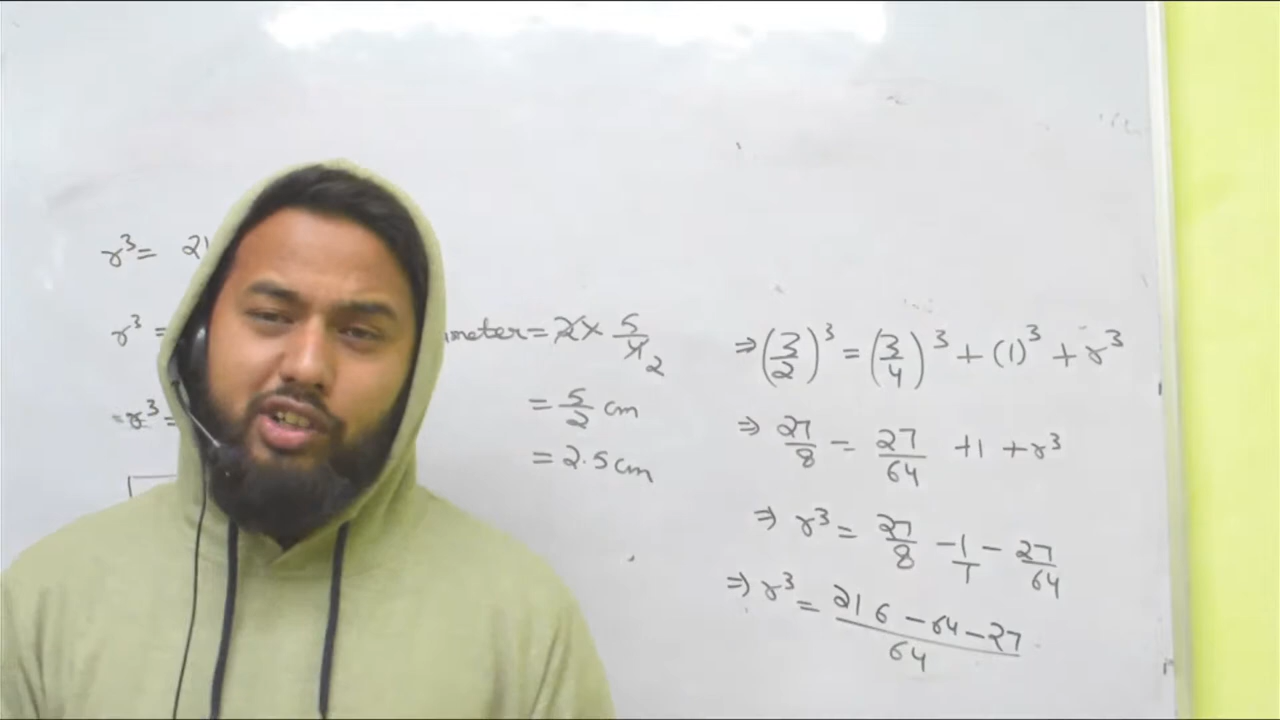 r³ = 21
r³ =
r³ =
meter = 2 × 5/4 2
= 5/2 cm
= 2.5 cm
⇒ (3/2)³ = (3/4)³ + (1)³ + r³
⇒ 27/8 = 27/64 + 1 + r³
⇒ r³ = 27/8 - 1/1 - 27/64
⇒ r³ = (216 - 64 - 27)/64